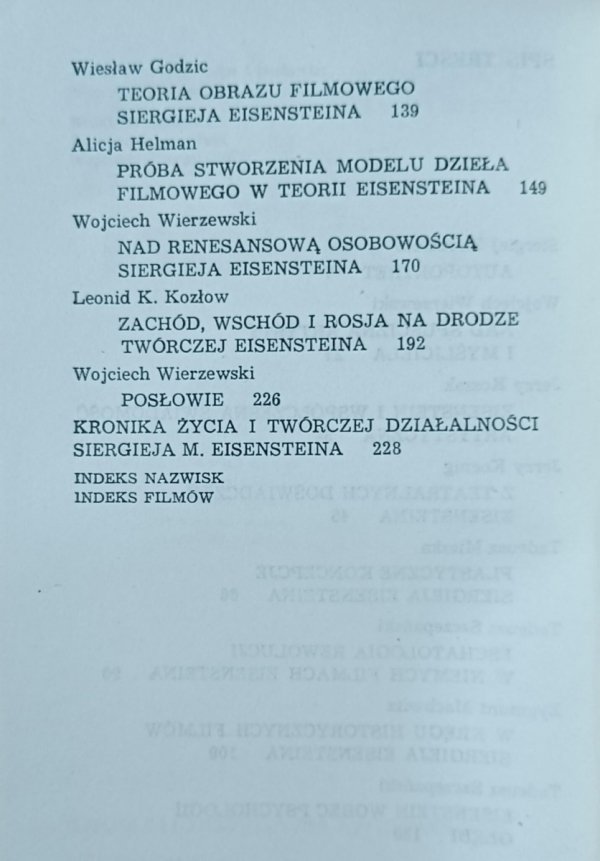 Wiesław Godzic
TEORIA OBRAZU FILMOWEGO
SIERGIEJA EISENSTEINA 139
Alicja Helman
PRÓBA STWORZENIA MODELU DZIEŁA
FILMOWEGO W TEORII EISENSTEINA 149
Wojciech Wierzewski
NAD RENESANSOWĄ OSOBOWOŚCIĄ
SIERGIEJA EISENSTEINA 170
Leonid K. Kozłow
ZACHÓD, WSCHÓD I ROSJA NA DRODZE
TWÓRCZEJ EISENSTEINA 192
Wojciech Wierzewski
POSŁOWIE 226
KRONIKA ŻYCIA I TWÓRCZEJ DZIAŁALNOŚCI
SIERGIEJA M. EISENSTEINA 228
INDEKS NAZWISK
INDEKS FILMÓW